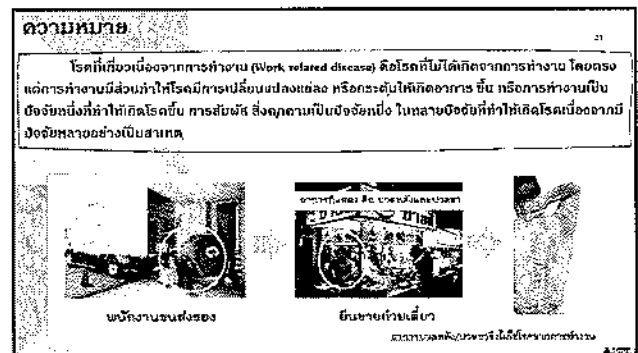 ความหมาย
21
โรคที่เกี่ยวเนื่องจากการทำงาน (Work related disease) คือโรคที่ไม่ได้เกิดจากการทำงาน โดยตรง
แต่การทำงานมีส่วนทำให้โรคมีการเปลี่ยนแปลงแย่ลง หรือกระตุ้นให้เกิดอาการ ขึ้น หรือการทำงานเป็น
ปัจจัยหนึ่งที่ทำให้เกิดโรคขึ้น การสัมผัส สิ่งคุกคามเป็นปัจจัยหนึ่ง ในหลายปัจจัยที่ทำให้เกิดโรคเนื่องจากมี
ปัจจัยหลายอย่างเป็นสาเหตุ
พนักงานขนส่งของ
ยืนขายก๋วยเตี๋ยว